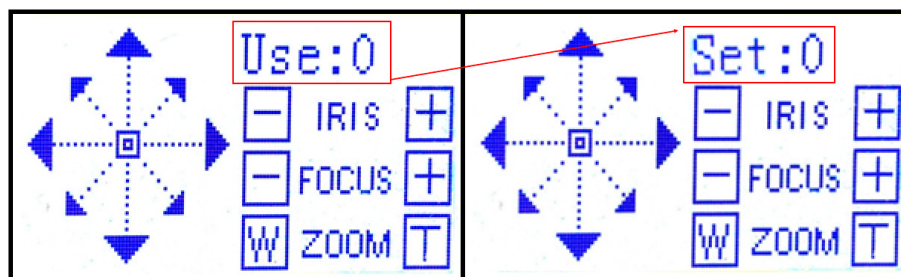 Use:0
- IRIS +
- FOCUS +
W ZOOM T
Set:0
- IRIS +
- FOCUS +
W ZOOM T